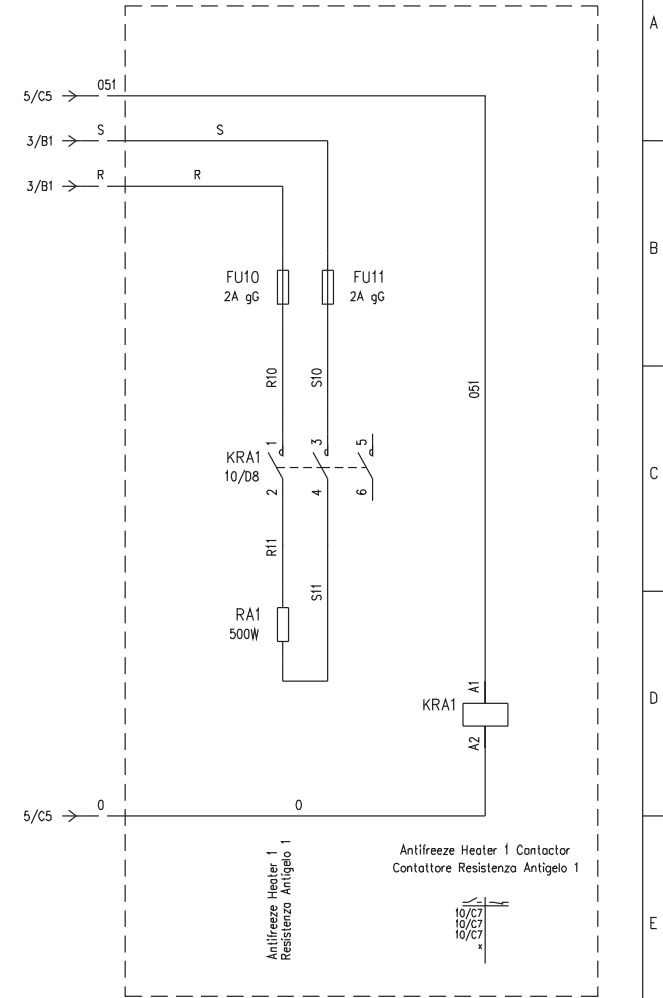 A
051
5/C5
S
S
3/B1
R
R
3/B1
B
FU10
2A gG
FU11
2A gG
R10
S10
051
1
3
5
KRA1
10/D8
C
2
4
6
R11
S11
RA1
500W
A1
KRA1
D
A2
0
0
5/C5
Antifreeze Heater 1
Resistenza Antigelo 1
Antifreeze Heater 1 Contactor
Contattore Resistenza Antigelo 1
10/C7
10/C7
10/C7
x
E